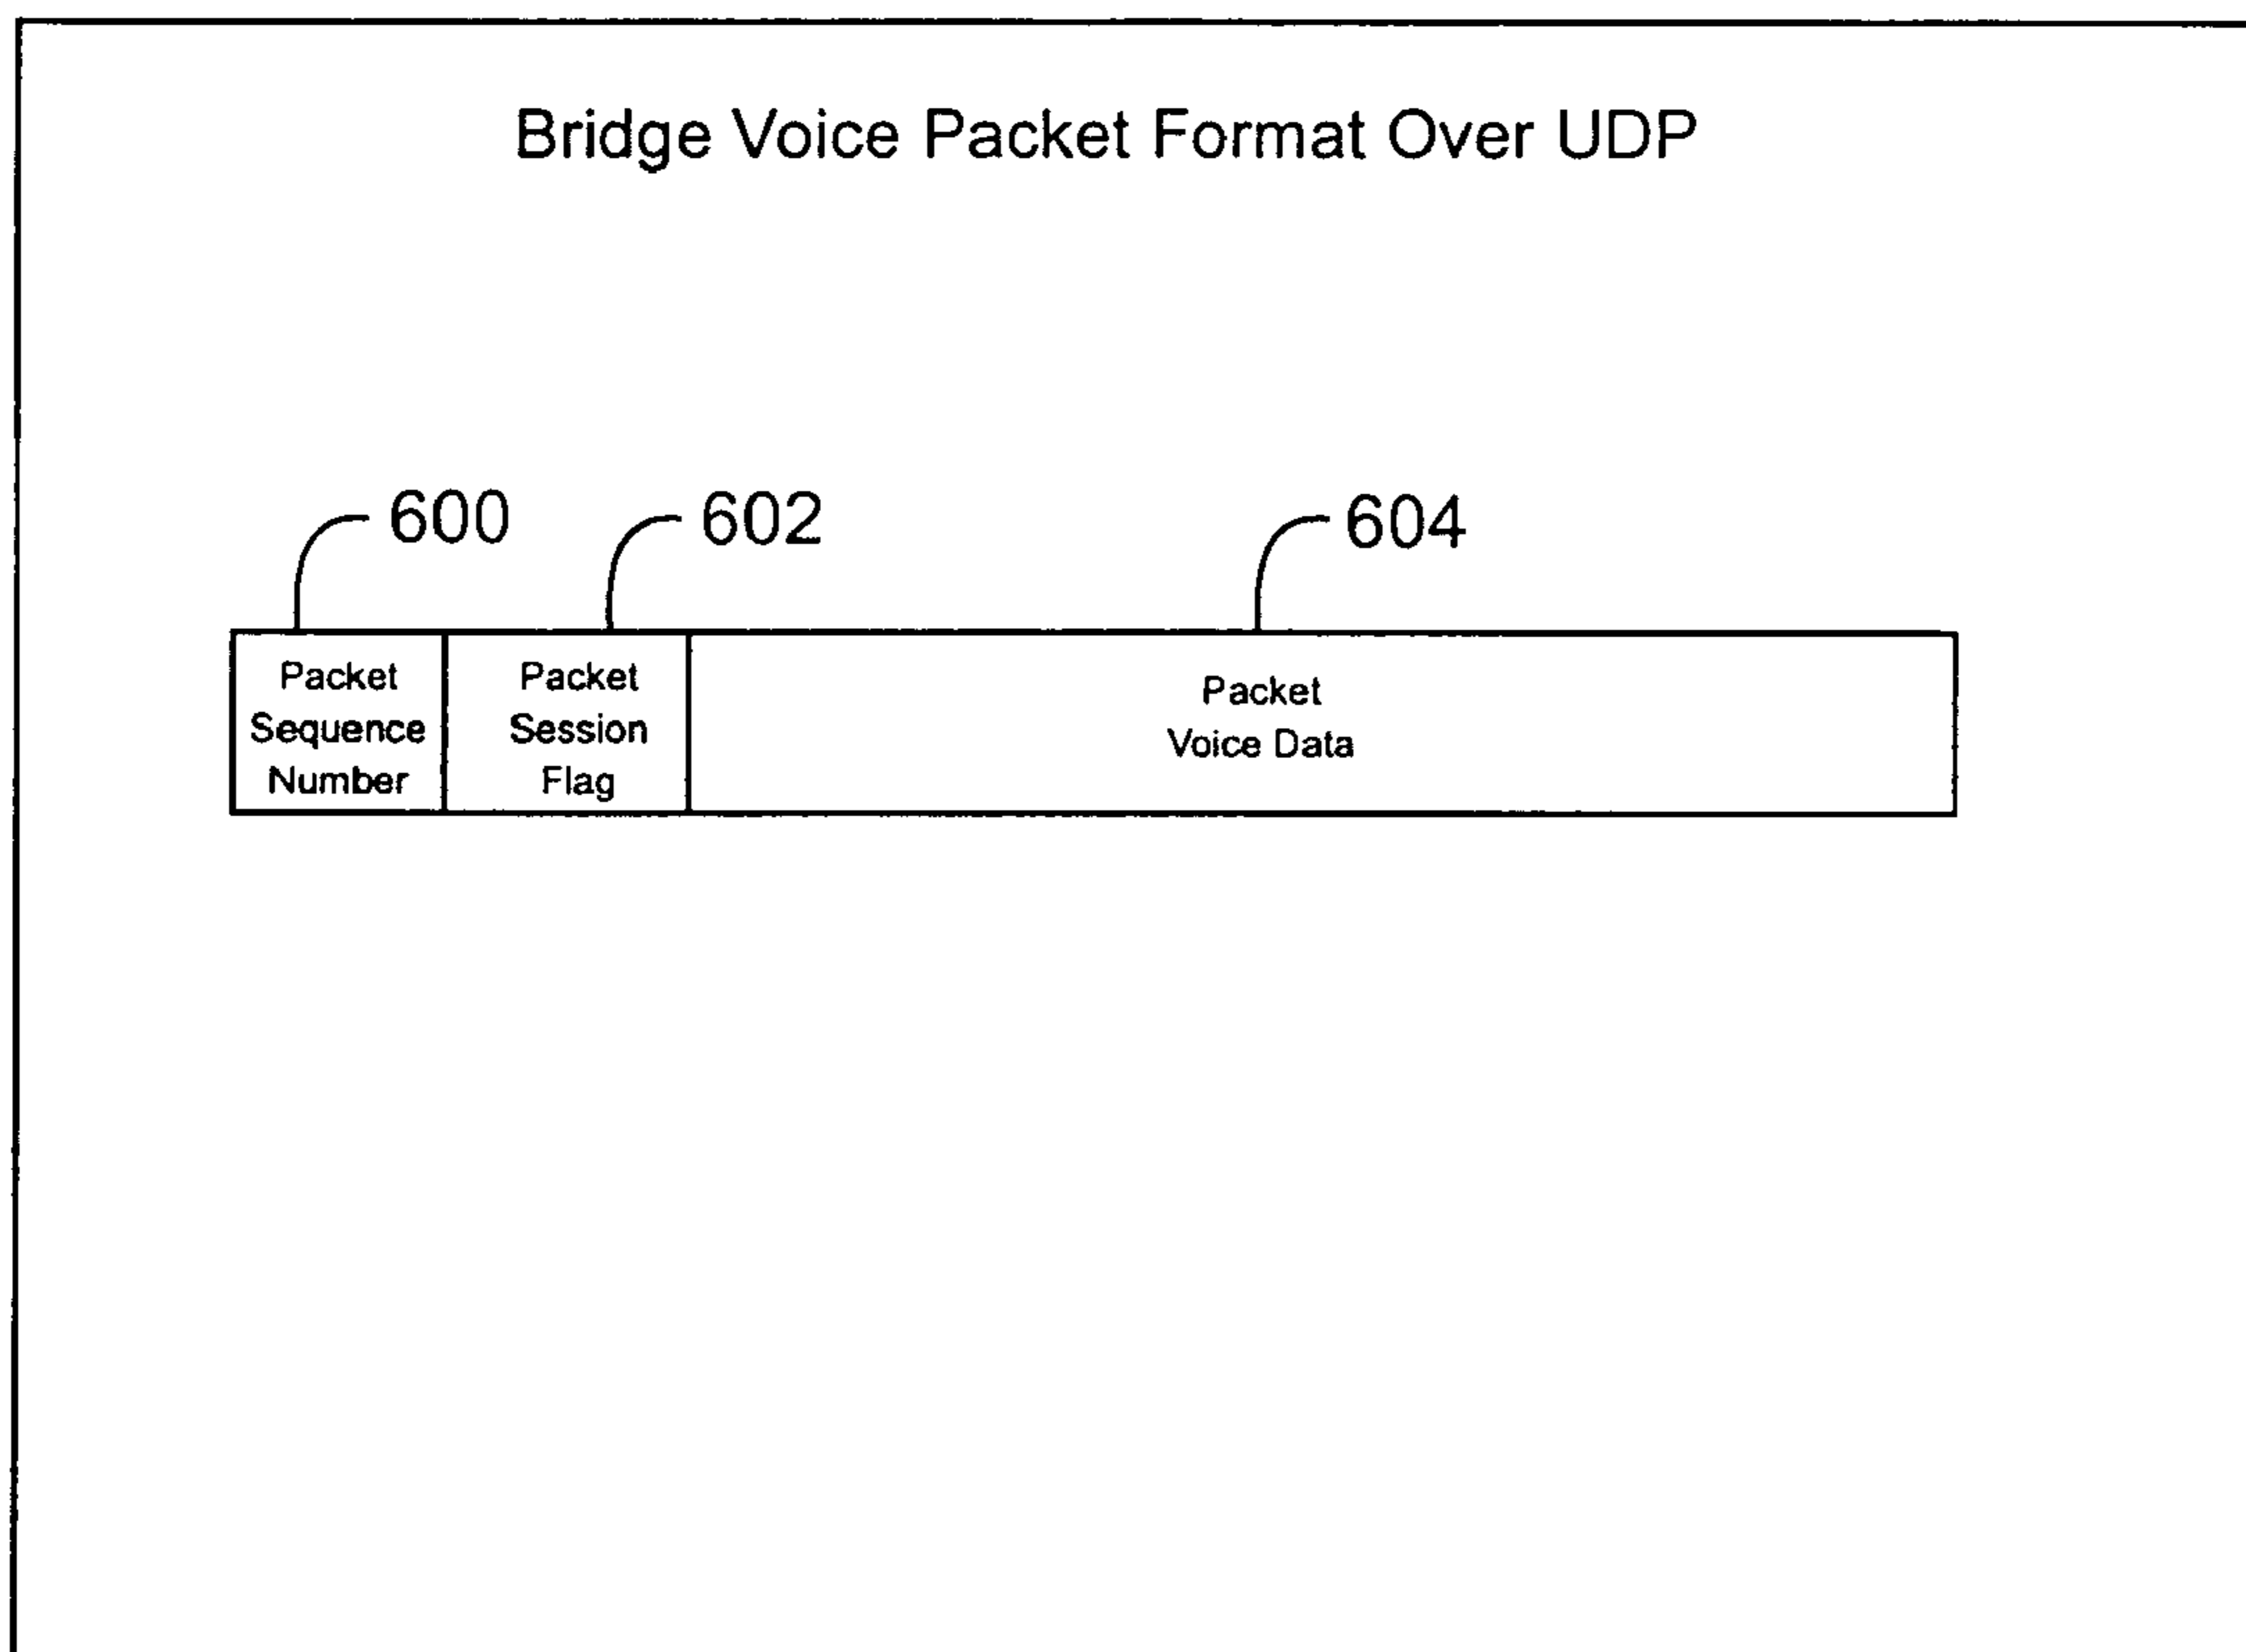 Bridge Voice Packet Format Over UDP
600
602
604
Packet
Sequence
Number
Packet
Session
Flag
Packet
Voice Data